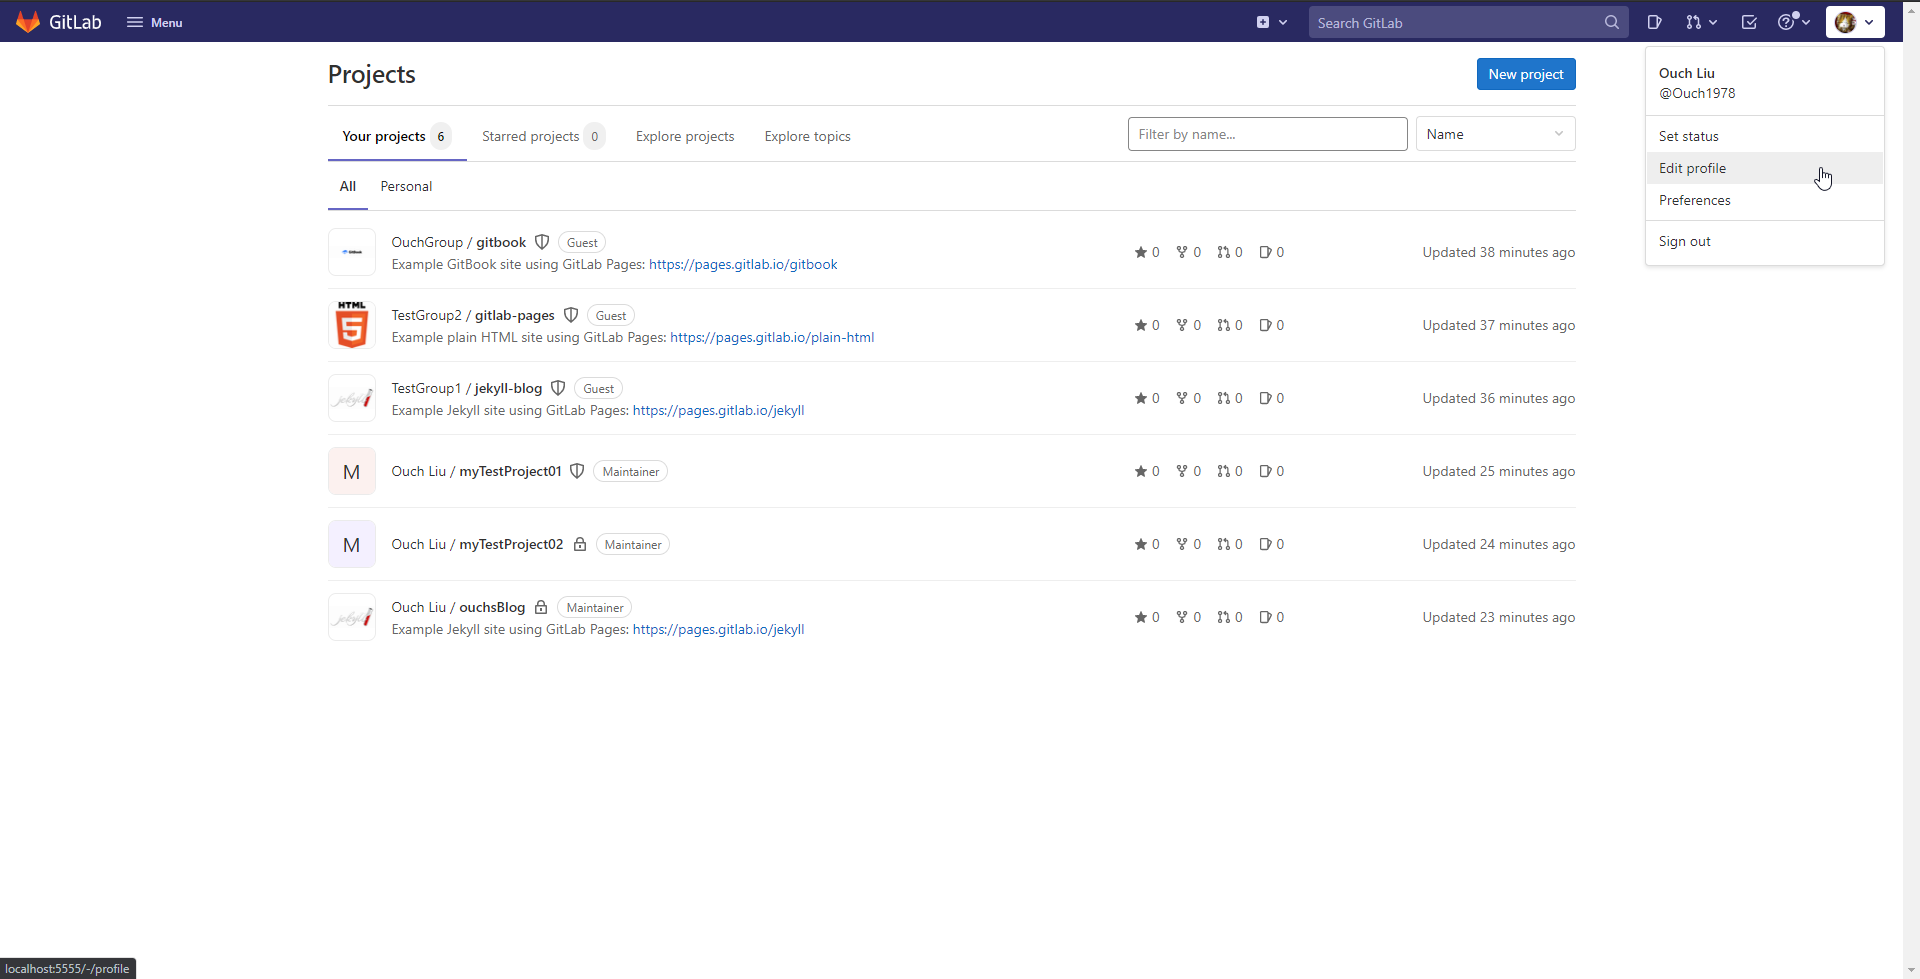 GitLab Menu Search GitLab
Projects
New project
Ouch Liu
@Ouch1978
Set status
Edit profile
Preferences
Sign out
Your projects 6 Starred projects 0 Explore projects Explore topics Filter by name... Name
All Personal
OuchGroup / gitbook Guest 0 0 0 0 Updated 38 minutes ago
Example GitBook site using GitLab Pages: https://pages.gitlab.io/gitbook
HTML
5
TestGroup2 / gitlab-pages Guest 0 0 0 0 Updated 37 minutes ago
Example plain HTML site using GitLab Pages: https://pages.gitlab.io/plain-html
jekyll
TestGroup1 / jekyll-blog Guest 0 0 0 0 Updated 36 minutes ago
Example Jekyll site using GitLab Pages: https://pages.gitlab.io/jekyll
M Ouch Liu / myTestProject01 Maintainer 0 0 0 0 Updated 25 minutes ago
M Ouch Liu / myTestProject02 Maintainer 0 0 0 0 Updated 24 minutes ago
jekyll
Ouch Liu / ouchsBlog Maintainer 0 0 0 0 Updated 23 minutes ago
Example Jekyll site using GitLab Pages: https://pages.gitlab.io/jekyll
localhost:5555/-/profile